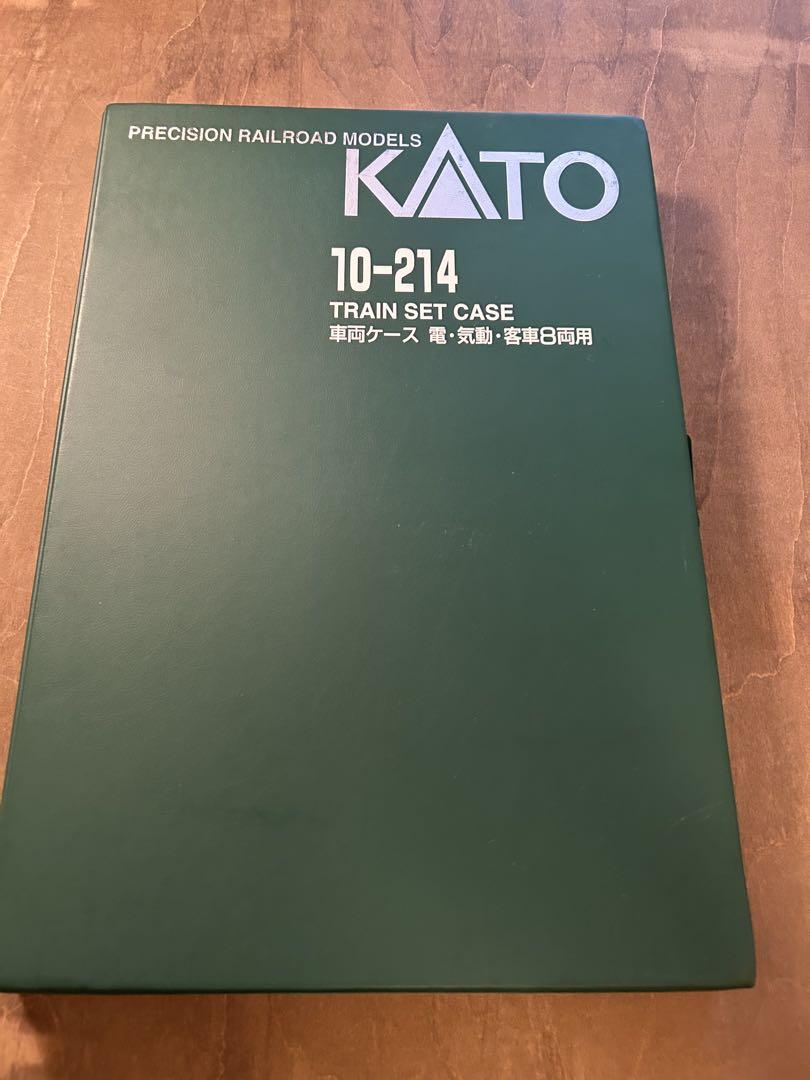 PRECISION RAILROAD MODELS
KATO
10-214
TRAIN SET CASE
車両ケース 電・気動・客車8両用